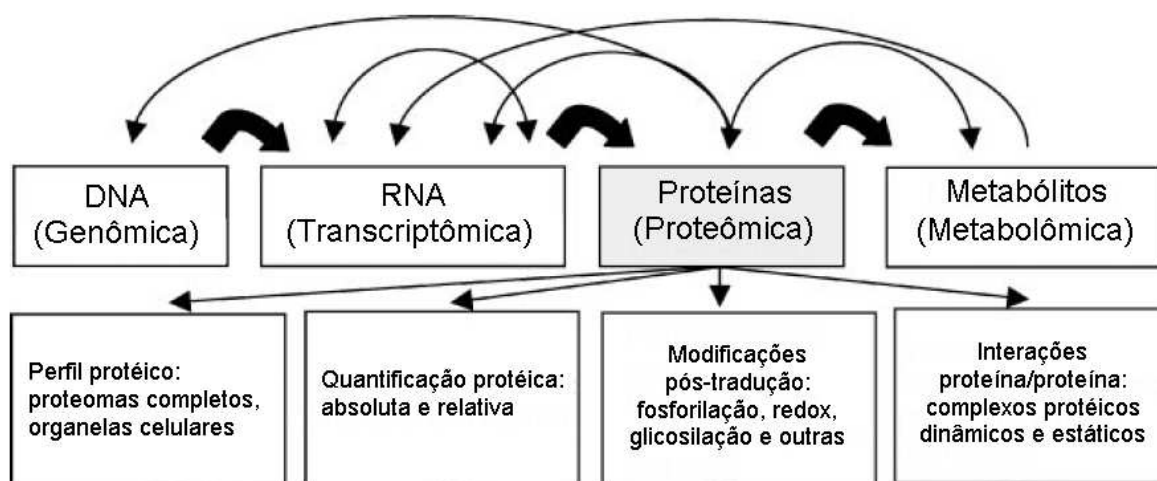 DNA
(Genômica)
RNA
(Transcriptômica)
Proteínas
(Proteômica)
Metabólitos
(Metabolômica)
Perfil protéico:
proteomas completos,
organelas celulares
Quantificação protéica:
absoluta e relativa
Modificações
pós-tradução:
fosforilação, redox,
glicosilação e outras
Interações
proteína/proteína:
complexos protéicos
dinâmicos e estáticos